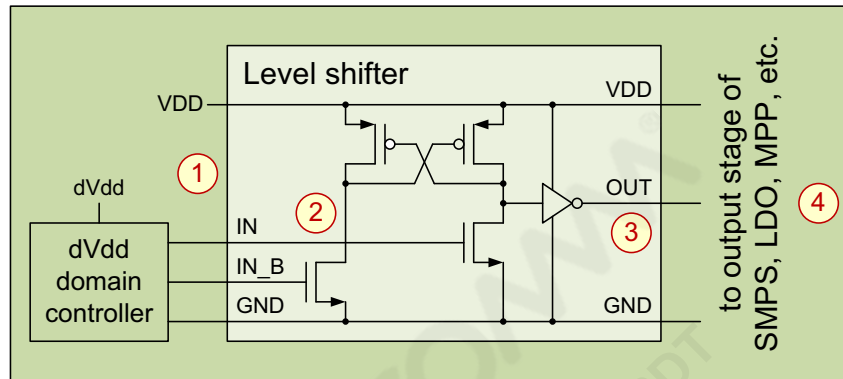 Level shifter
VDD
VDD
1
dVdd
2
dVdd
domain
controller
IN
IN_B
GND
OUT
3
GND
4
to output stage of
SMPS, LDO, MPP, etc.